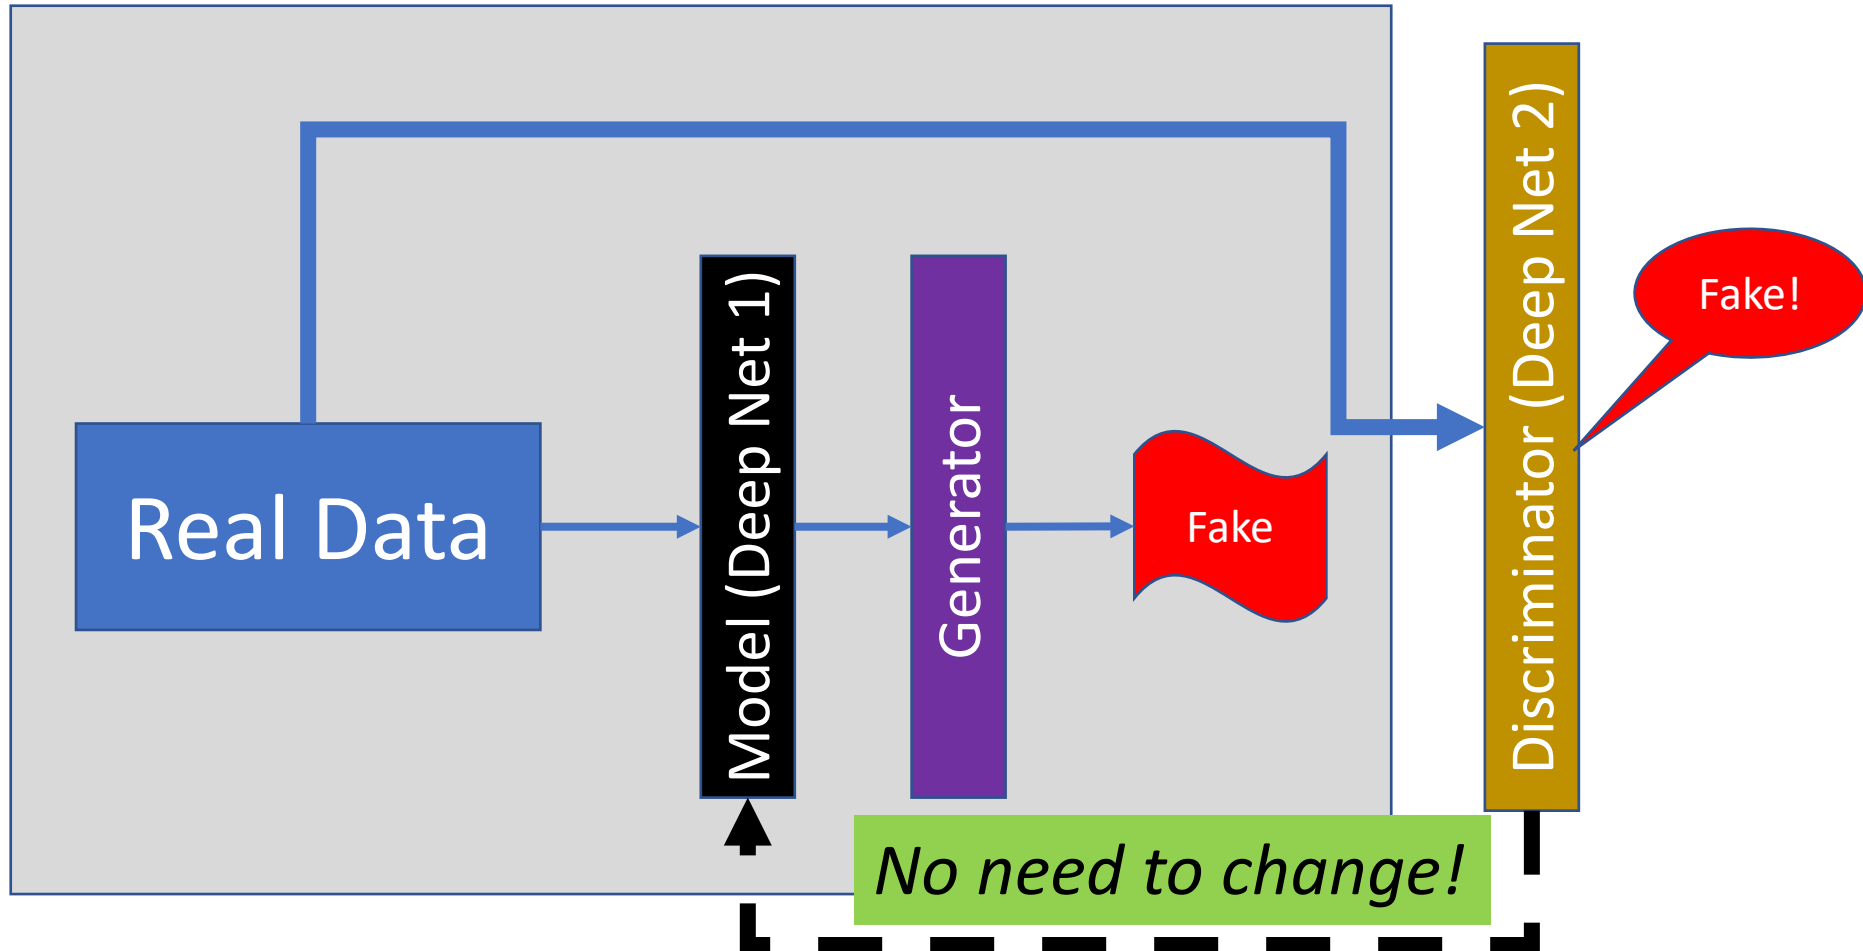 Real Data
Model (Deep Net 1)
Generator
Fake
Discriminator (Deep Net 2)
Fake!
No need to change!